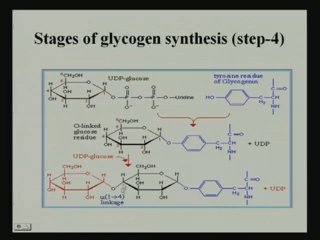 Stages of glycogen synthesis (step-4)
UDP-glucose
tyrosine residue
of Glycogenin
Uridine
O-linked
glucose
residue
+ UDP
UDP-glucose
α(1→4)
linkage
+ UDP